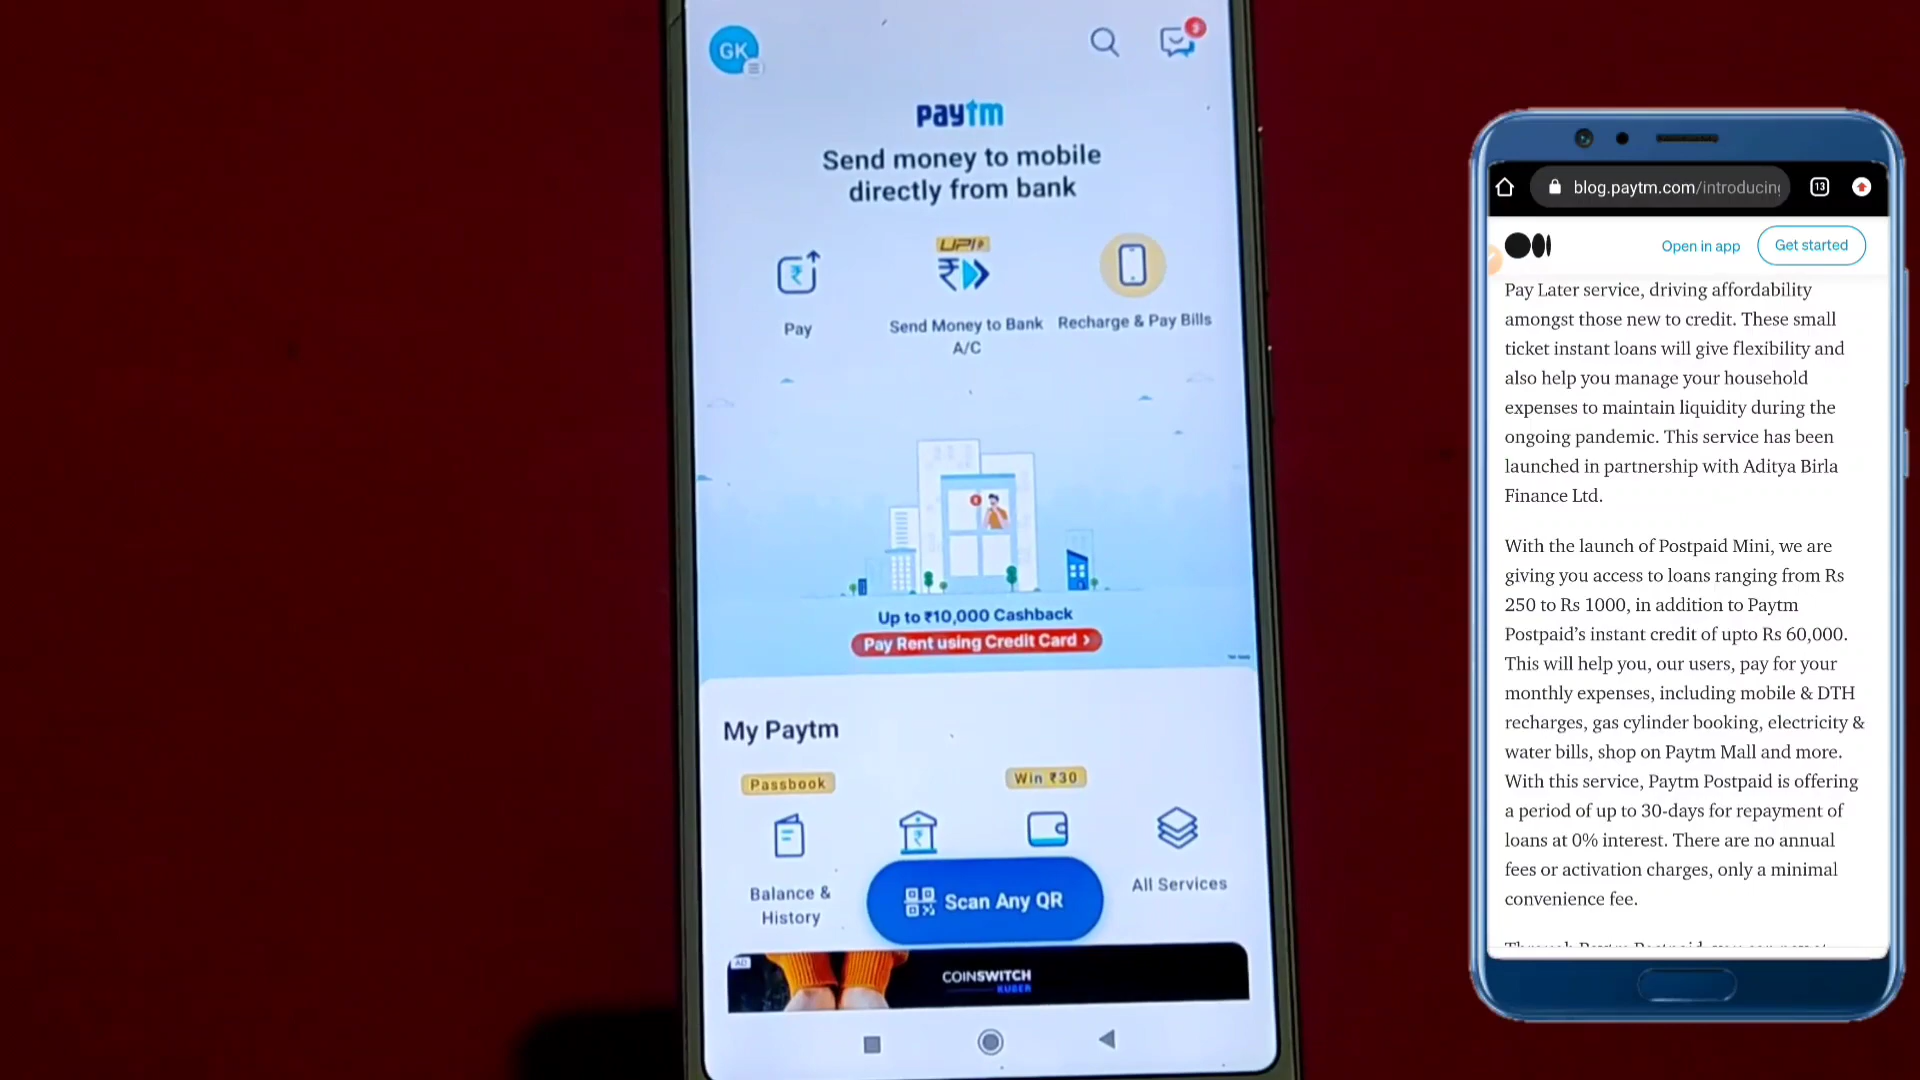 GK
3
paytm
Send money to mobile
directly from bank
UPI
Pay
Send Money to Bank
A/C
Recharge & Pay Bills
Up to ₹10,000 Cashback
Pay Rent using Credit Card >
My Paytm
Passbook
Win ₹30
Balance &
History
Scan Any QR
All Services
AD
COINSWITCH
KUBER
blog.paytm.com/introducing
13
Open in app
Get started
Pay Later service, driving affordability
amongst those new to credit. These small
ticket instant loans will give flexibility and
also help you manage your household
expenses to maintain liquidity during the
ongoing pandemic. This service has been
launched in partnership with Aditya Birla
Finance Ltd.
With the launch of Postpaid Mini, we are
giving you access to loans ranging from Rs
250 to Rs 1000, in addition to Paytm
Postpaid’s instant credit of upto Rs 60,000.
This will help you, our users, pay for your
monthly expenses, including mobile & DTH
recharges, gas cylinder booking, electricity &
water bills, shop on Paytm Mall and more.
With this service, Paytm Postpaid is offering
a period of up to 30-days for repayment of
loans at 0% interest. There are no annual
fees or activation charges, only a minimal
convenience fee.